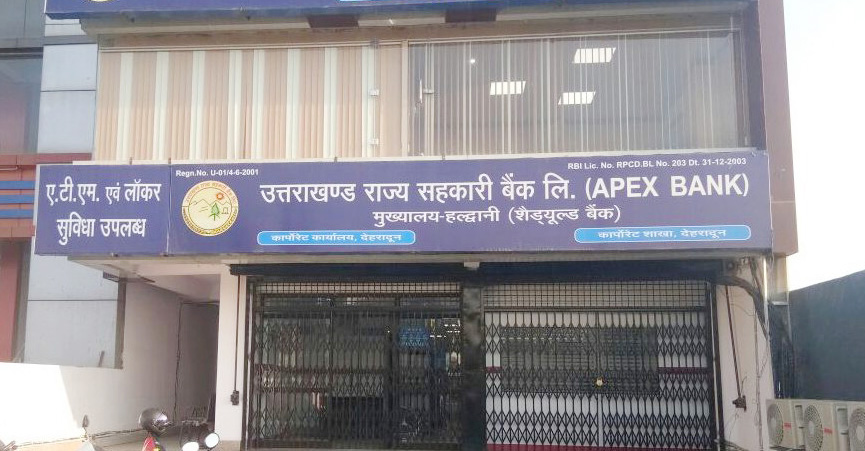 ए.टी.एम. एवं लॉकर
सुविधा उपलब्ध
Regn.No. U-01/4-6-2001
RBI Lic. No. RPCD.BL No. 203 Dt. 31-12-2003
उत्तराखण्ड राज्य सहकारी बैंक लि. (APEX BANK)
मुख्यालय-हल्द्वानी (शैड्यूल्ड बैंक)
कार्पोरेट कार्यालय, देहरादून
कार्पोरेट शाखा, देहरादून